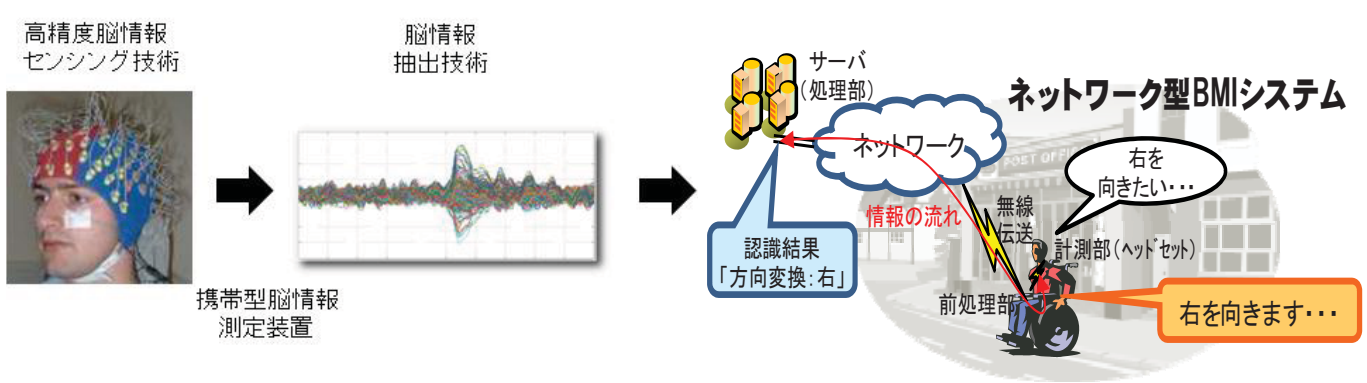 高精度脳情報
センシング技術
脳情報
抽出技術
携帯型脳情報
測定装置
サーバ
(処理部)
ネットワーク型BMIシステム
ネットワーク
POST OFFICE
右を
向きたい・・・
情報の流れ
無線
伝送
計測部(ヘッドセット)
認識結果
「方向変換:右」
前処理部
右を向きます・・・